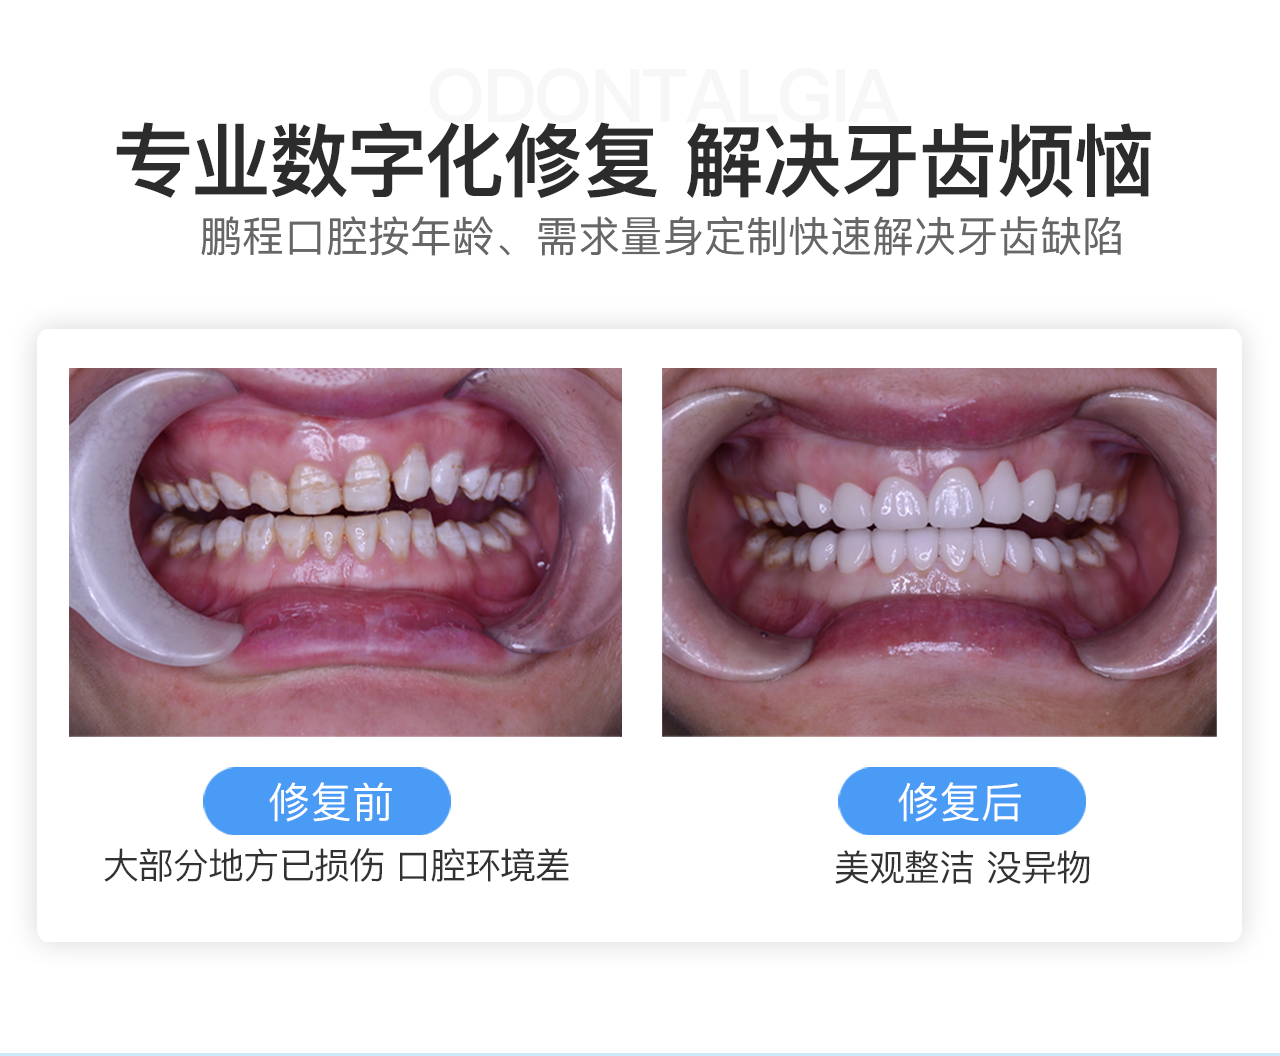 ODONTALGIA
专业数字化修复 解决牙齿烦恼
鹏程口腔按年龄、需求量身定制快速解决牙齿缺陷
修复前
大部分地方已损伤 口腔环境差
修复后
美观整洁 没异物